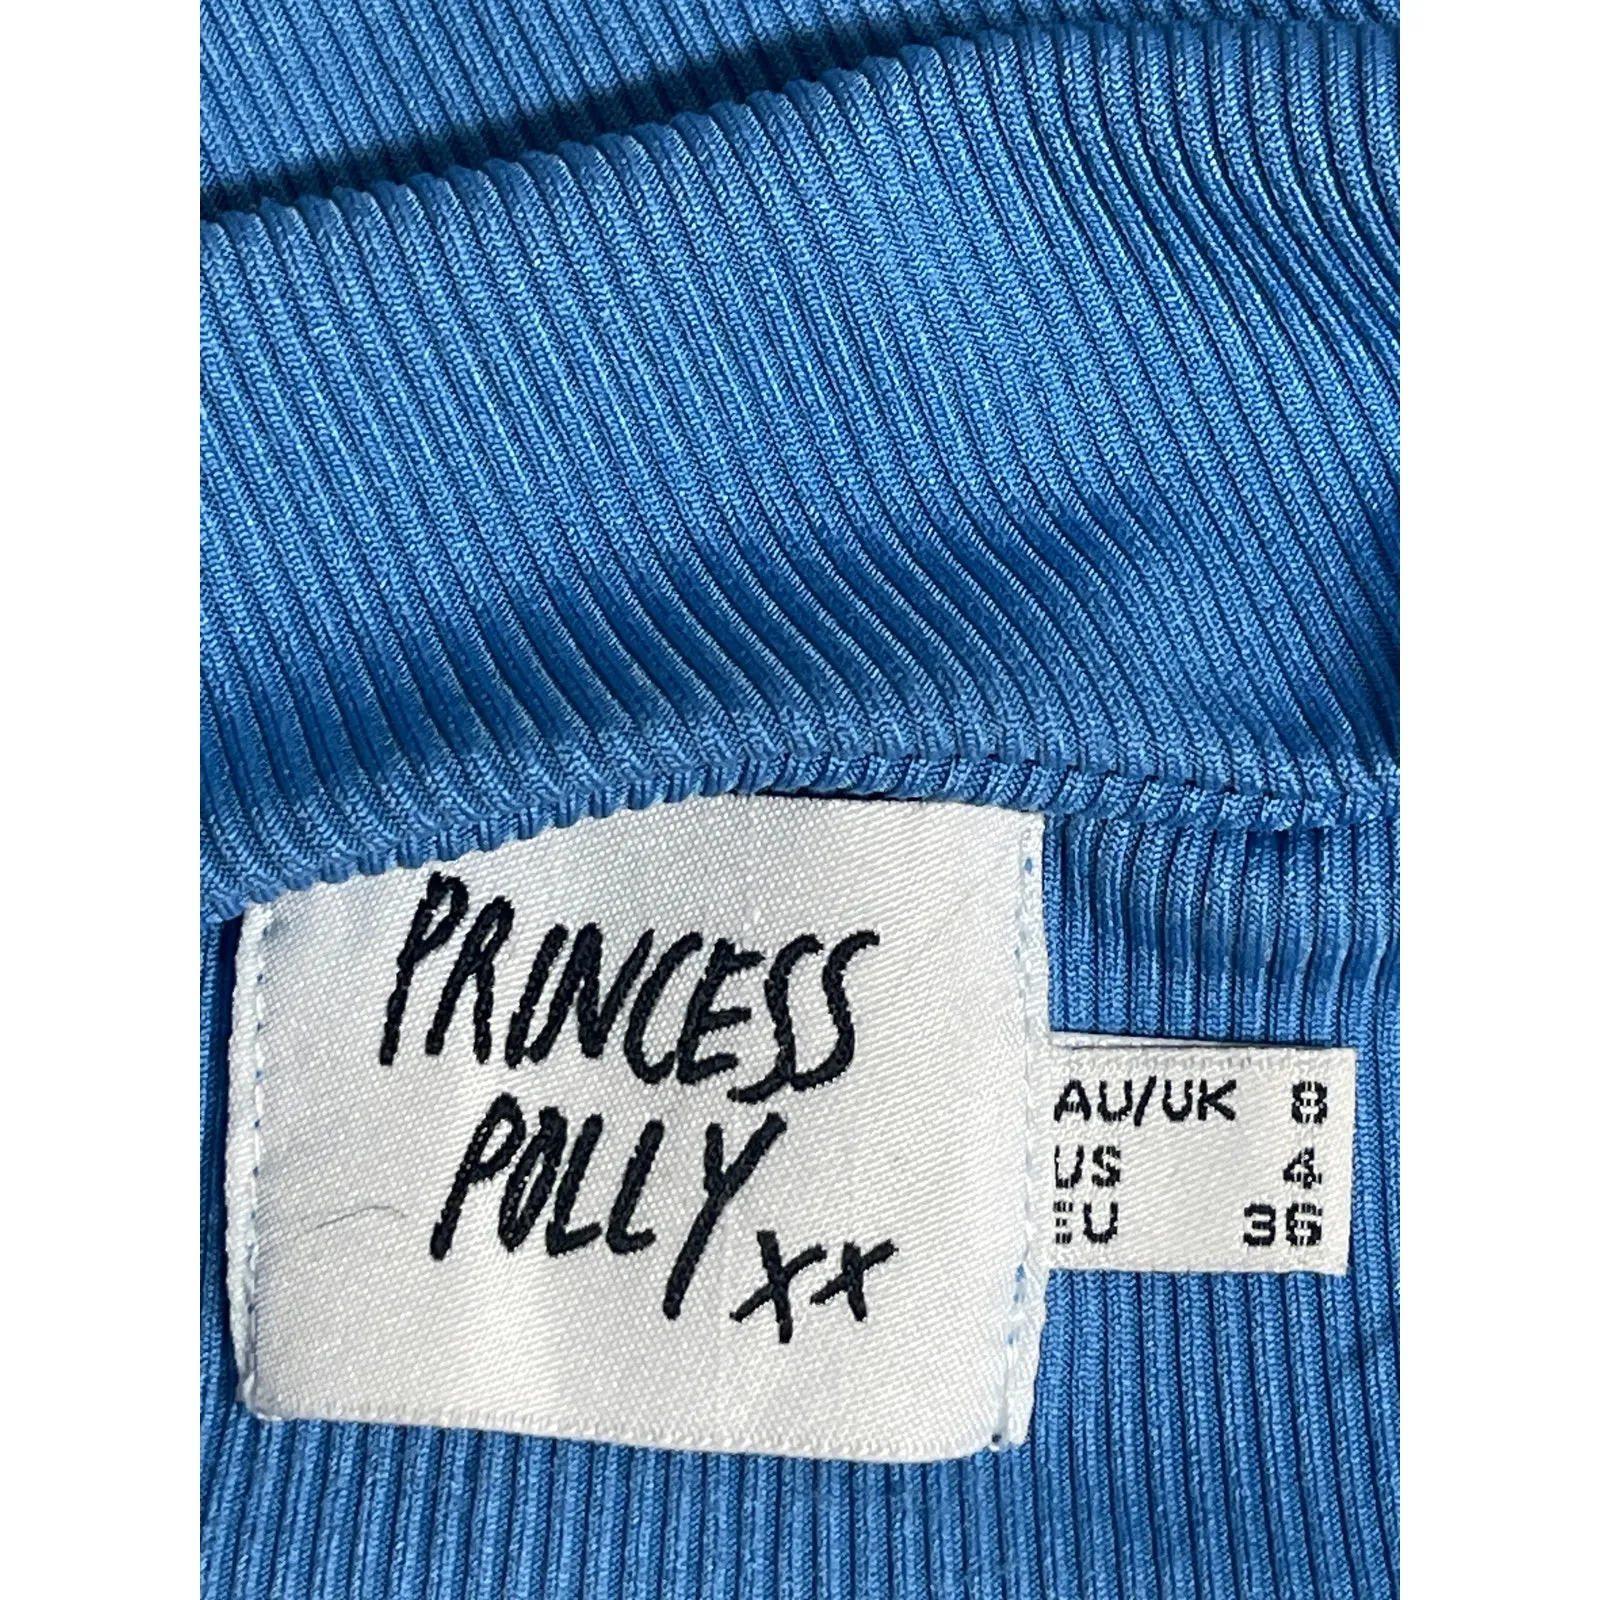 PRINCESS
POLLY
xx
AU/UK 8
US 4
EU 36